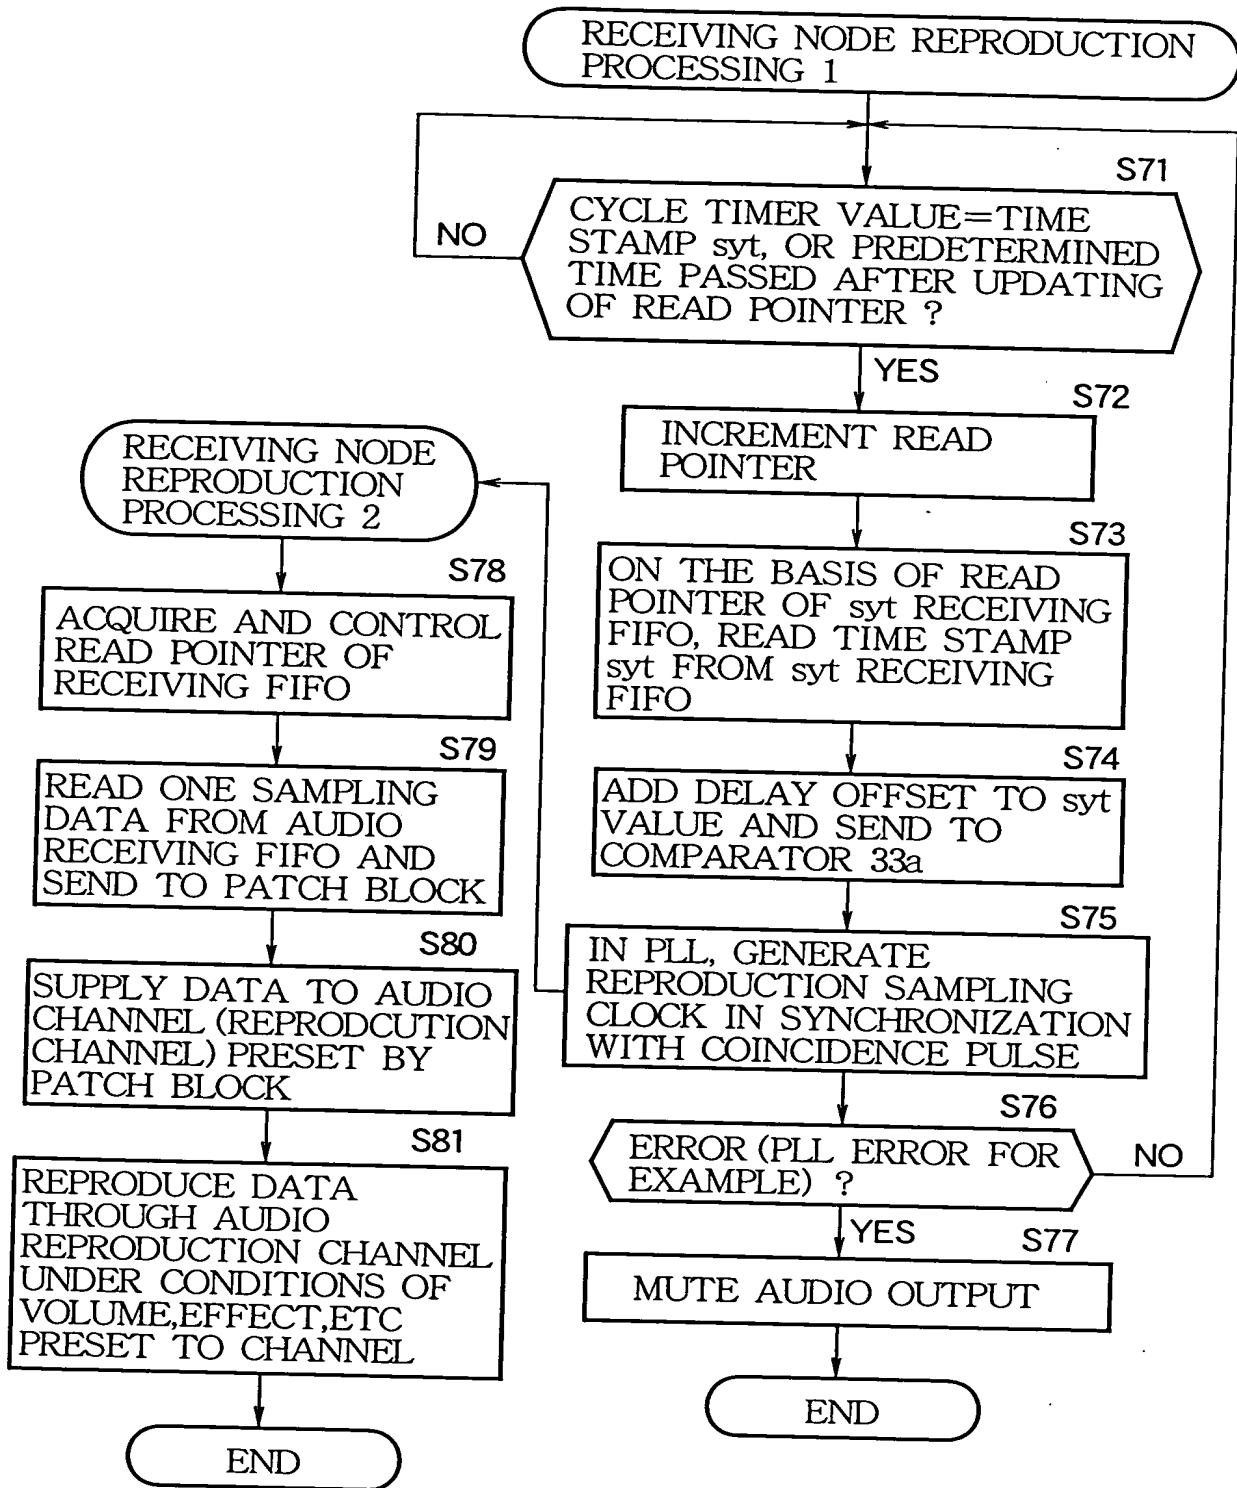 RECEIVING NODE REPRODUCTION
PROCESSING 1
S71
CYCLE TIMER VALUE=TIME
STAMP syt, OR PREDETERMINED
TIME PASSED AFTER UPDATING
OF READ POINTER ?
NO
YES
S72
INCREMENT READ
POINTER
S73
ON THE BASIS OF READ
POINTER OF syt RECEIVING
FIFO, READ TIME STAMP
syt FROM syt RECEIVING
FIFO
S74
ADD DELAY OFFSET TO syt
VALUE AND SEND TO
COMPARATOR 33a
S75
IN PLL, GENERATE
REPRODUCTION SAMPLING
CLOCK IN SYNCHRONIZATION
WITH COINCIDENCE PULSE
S76
ERROR (PLL ERROR FOR
EXAMPLE) ?
NO
YES
S77
MUTE AUDIO OUTPUT
END
RECEIVING NODE
REPRODUCTION
PROCESSING 2
S78
ACQUIRE AND CONTROL
READ POINTER OF
RECEIVING FIFO
S79
READ ONE SAMPLING
DATA FROM AUDIO
RECEIVING FIFO AND
SEND TO PATCH BLOCK
S80
SUPPLY DATA TO AUDIO
CHANNEL (REPRODCUTION
CHANNEL) PRESET BY
PATCH BLOCK
S81
REPRODUCE DATA
THROUGH AUDIO
REPRODUCTION CHANNEL
UNDER CONDITIONS OF
VOLUME,EFFECT,ETC
PRESET TO CHANNEL
END